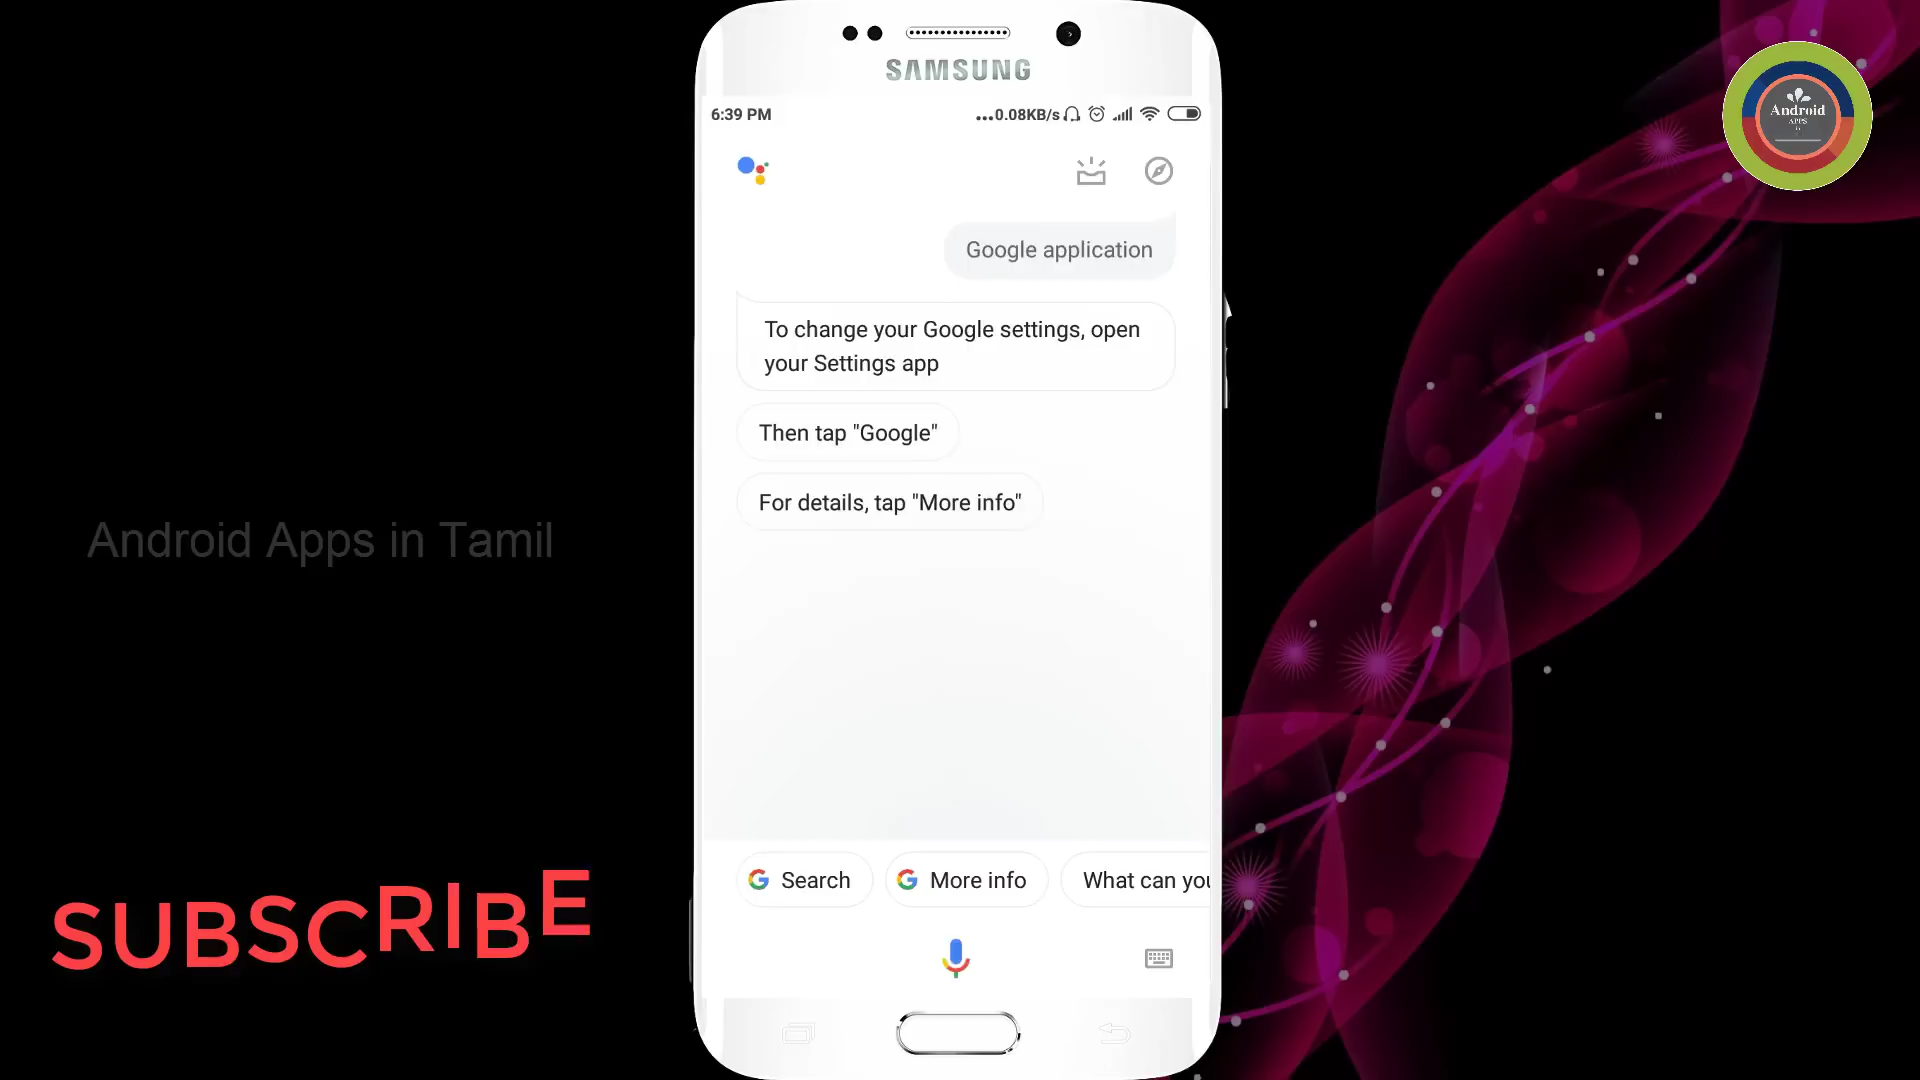 SAMSUNG
6:39 PM
...0.08KB/s
Android
APPS
Google application
To change your Google settings, open
your Settings app
Then tap "Google"
For details, tap "More info"
Android Apps in Tamil
Search
More info
What can you
SUBSCRIBE